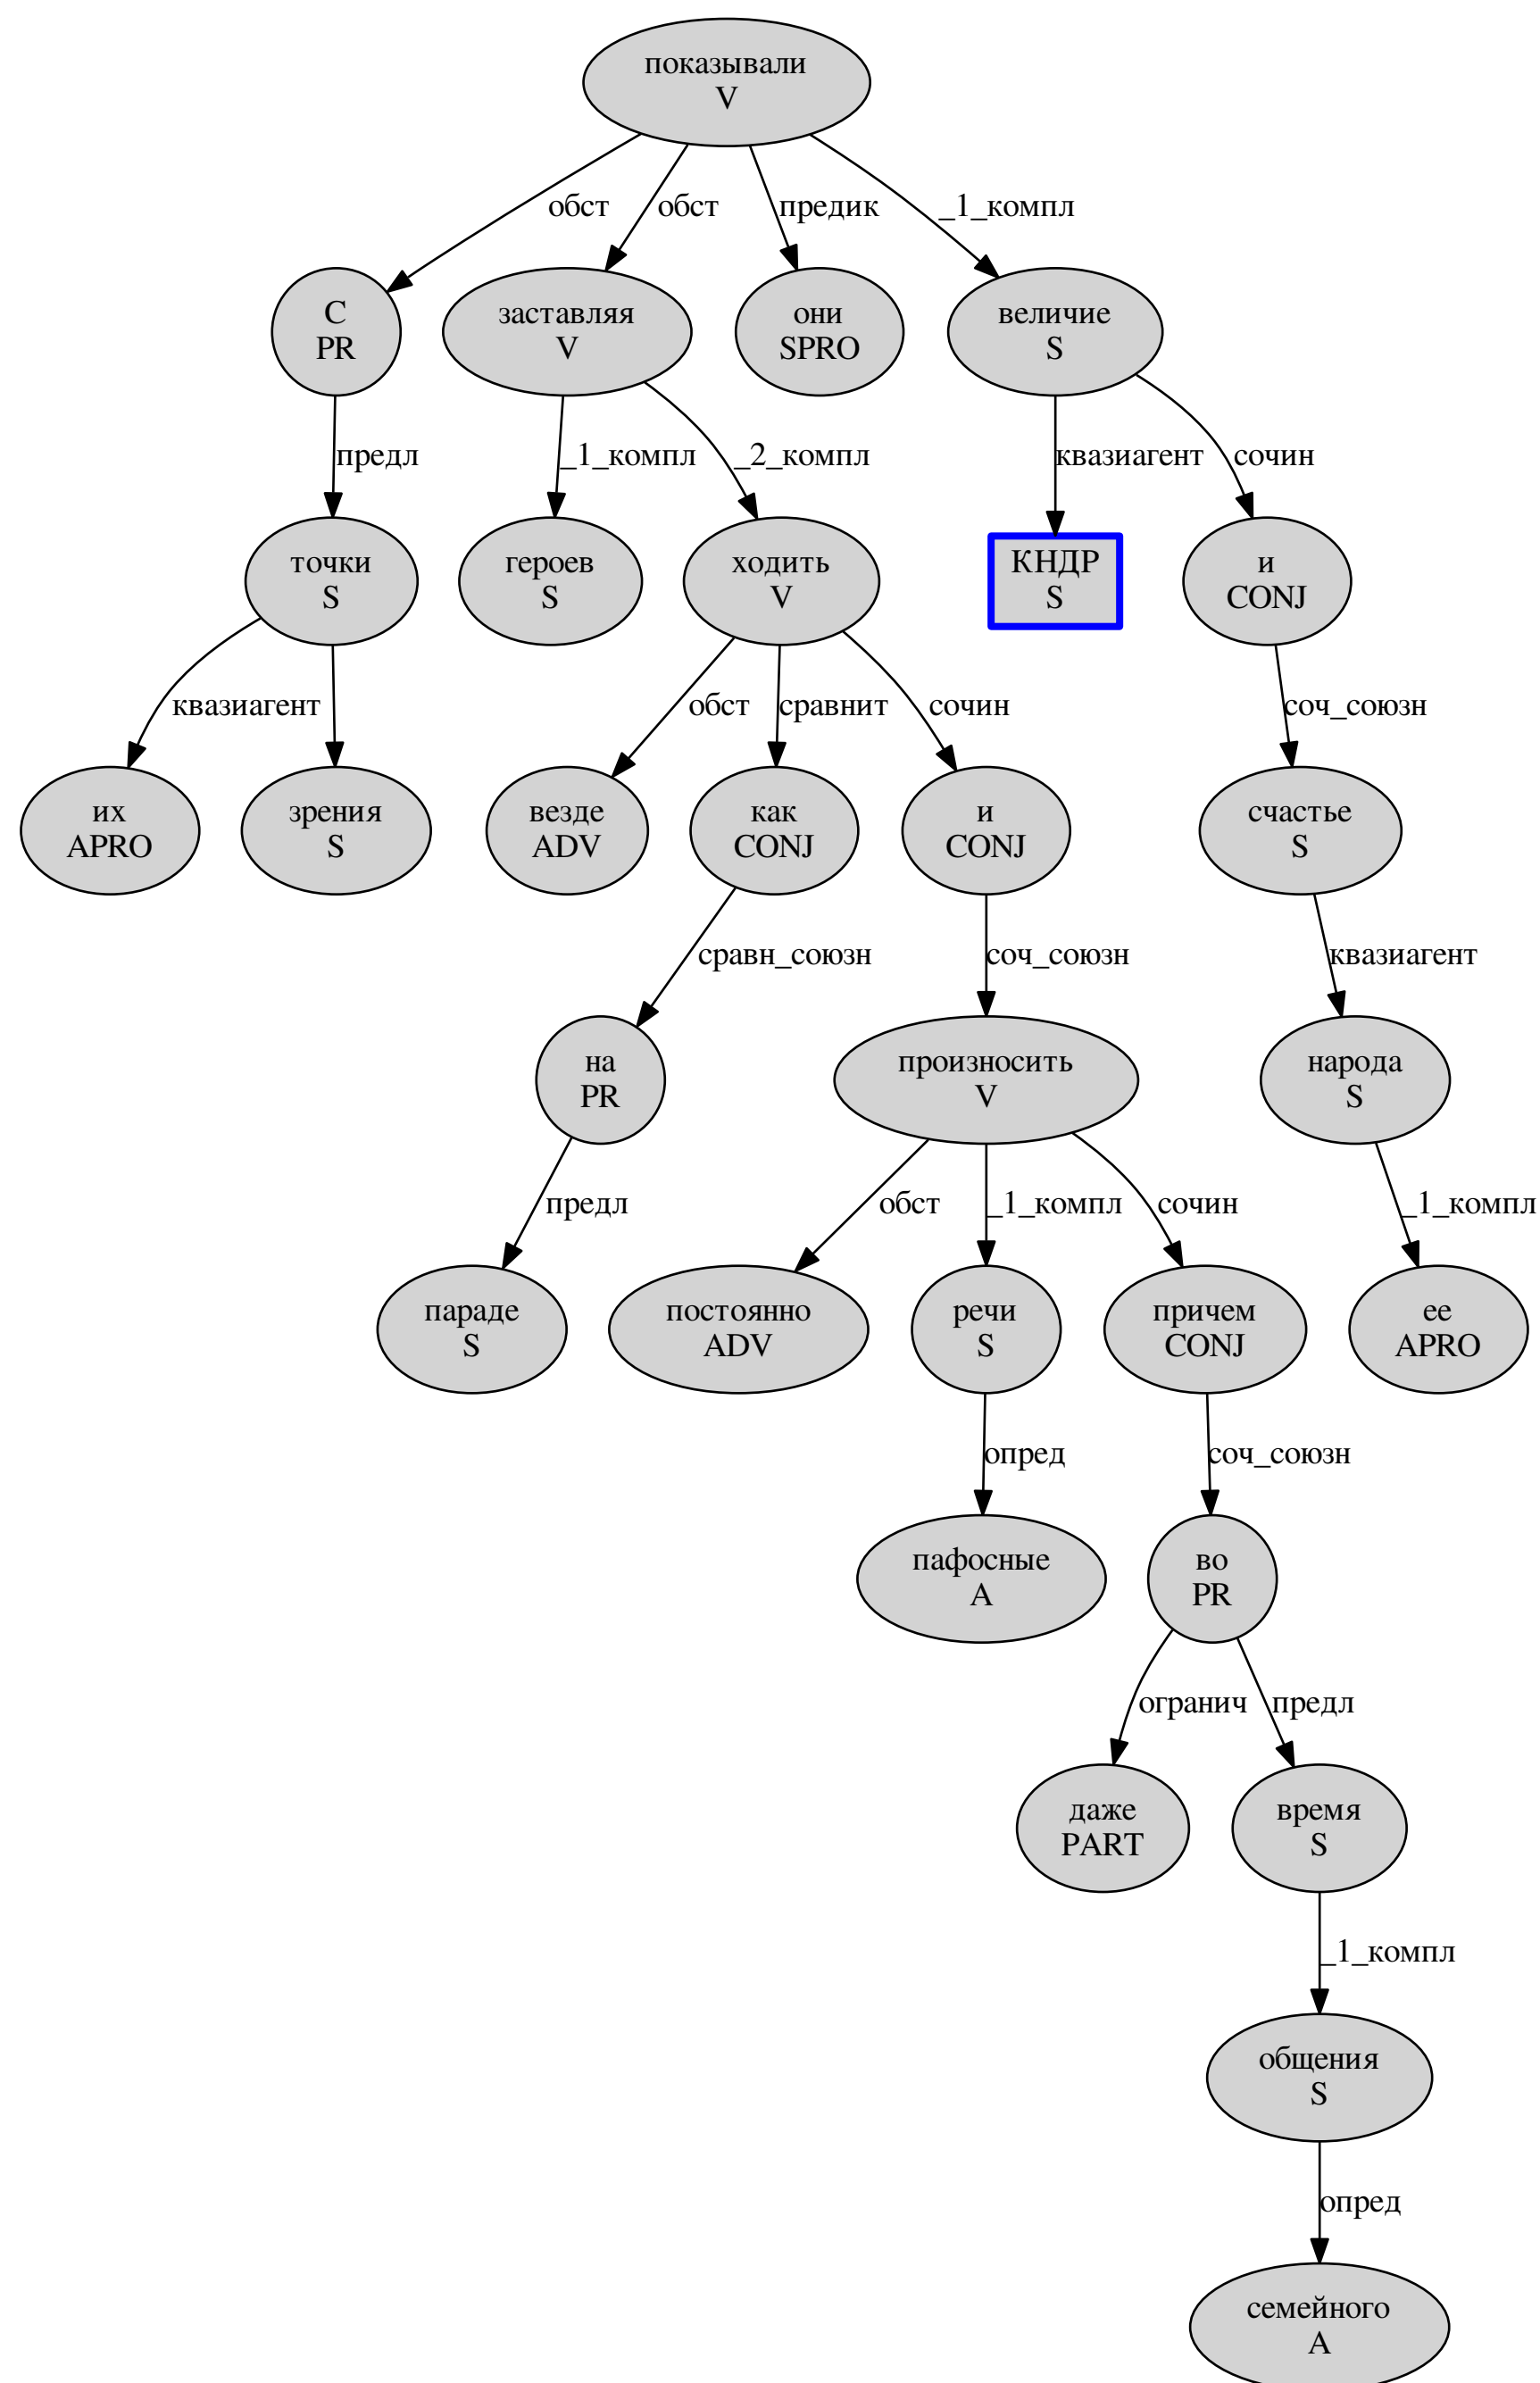 показывали
V
обст
обст
предик
_1_компл
С
PR
заставляя
V
они
SPRO
величие
S
предл
_1_компл
_2_компл
квазиагент
сочин
точки
S
героев
S
ходить
V
КНДР
S
и
CONJ
квазиагент
обст
сравнит
сочин
соч_союзн
их
APRO
зрения
S
везде
ADV
как
CONJ
и
CONJ
счастье
S
сравн_союзн
соч_союзн
квазиагент
на
PR
произносить
V
народа
S
предл
обст
_1_компл
сочин
_1_компл
параде
S
постоянно
ADV
речи
S
причем
CONJ
ее
APRO
опред
соч_союзн
пафосные
A
во
PR
огранич
предл
даже
PART
время
S
_1_компл
общения
S
опред
семейного
A